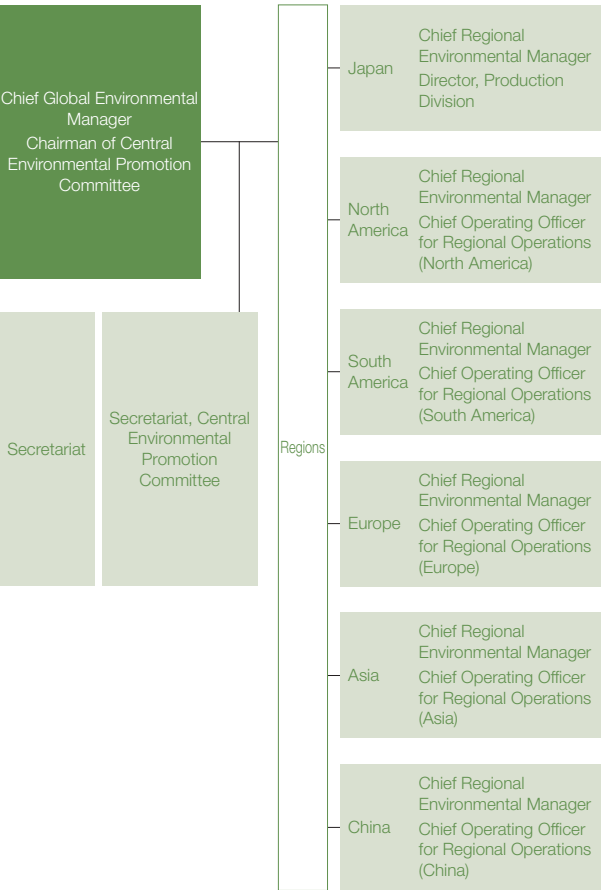 Chief Global Environmental
Manager
Chairman of Central
Environmental Promotion
Committee
Secretariat
Secretariat, Central
Environmental
Promotion
Committee
Regions
Japan
Chief Regional
Environmental Manager
Director, Production
Division
North
America
Chief Regional
Environmental Manager
Chief Operating Officer
for Regional Operations
(North America)
South
America
Chief Regional
Environmental Manager
Chief Operating Officer
for Regional Operations
(South America)
Europe
Chief Regional
Environmental Manager
Chief Operating Officer
for Regional Operations
(Europe)
Asia
Chief Regional
Environmental Manager
Chief Operating Officer
for Regional Operations
(Asia)
China
Chief Regional
Environmental Manager
Chief Operating Officer
for Regional Operations
(China)